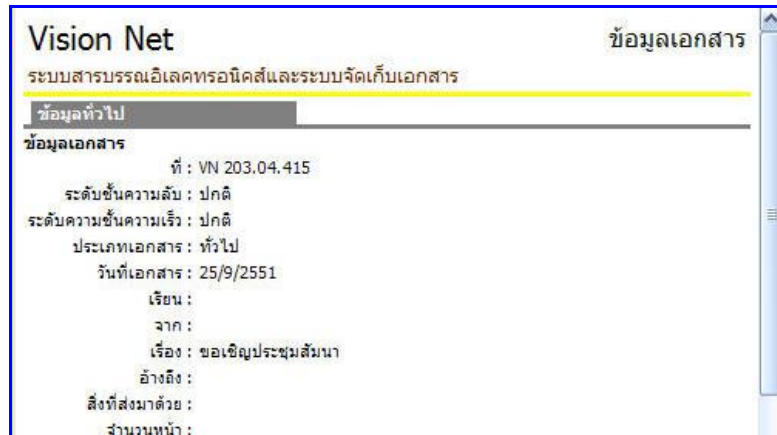 Vision Net
ข้อมูลเอกสาร
ระบบสารบรรณอิเลคทรอนิคส์และระบบจัดเก็บเอกสาร
ข้อมูลทั่วไป
ข้อมูลเอกสาร
ที่ : VN 203.04.415
ระดับชั้นความลับ : ปกติ
ระดับความชั้นความเร็ว : ปกติ
ประเภทเอกสาร : ทั่วไป
วันที่เอกสาร : 25/9/2551
เรียน :
จาก :
เรื่อง : ขอเชิญประชุมสัมนา
อ้างถึง :
สิ่งที่ส่งมาด้วย :
จำนวนหน้า :